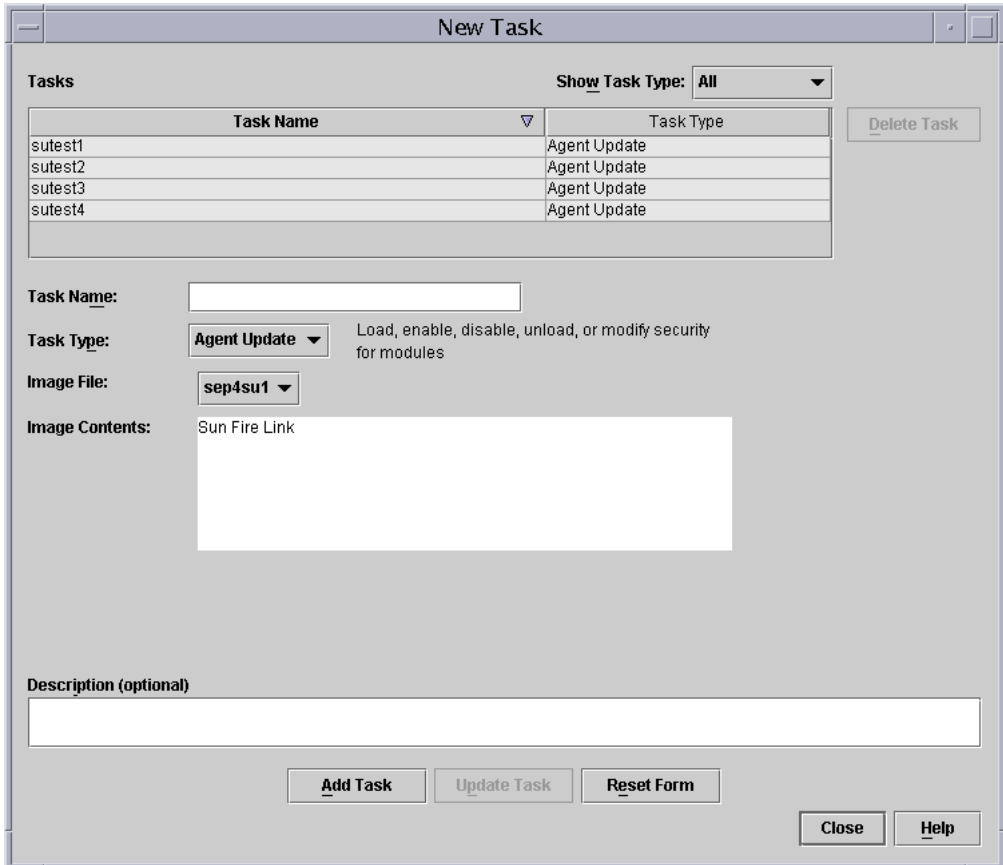 New Task
Tasks
Show Task Type: All
Task Name Task Type
Delete Task
sutest1 Agent Update
sutest2 Agent Update
sutest3 Agent Update
sutest4 Agent Update
Task Name:
Task Type: Agent Update
Load, enable, disable, unload, or modify security
for modules
Image File: sep4su1
Image Contents: Sun Fire Link
Description (optional)
Add Task Update Task Reset Form
Close Help